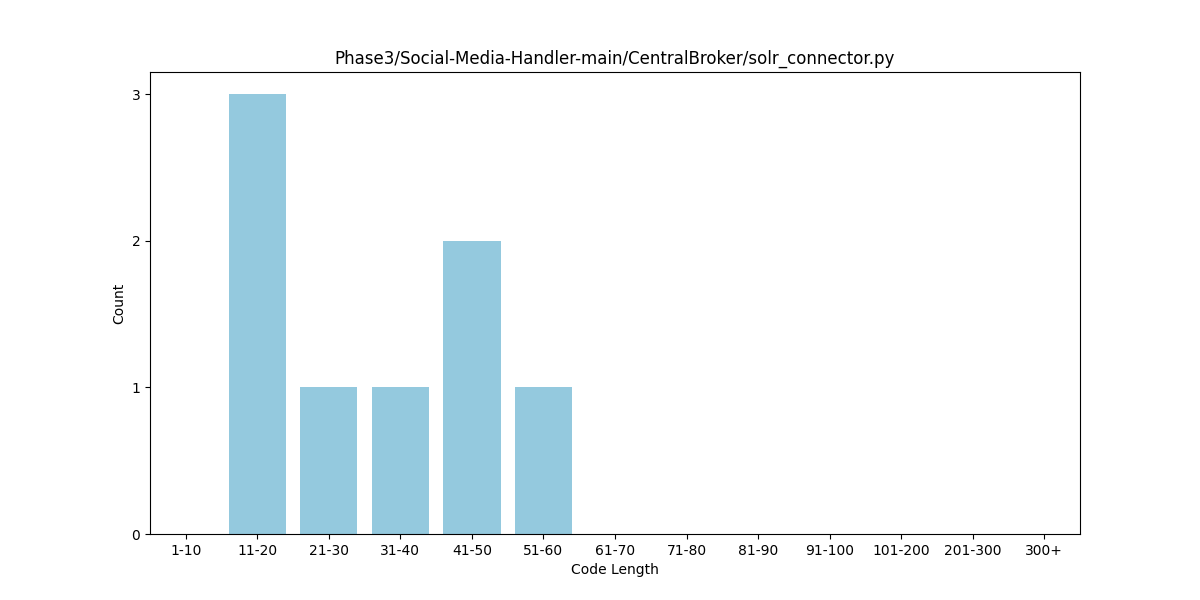 Phase3/Social-Media-Handler-main/CentralBroker/solr_connector.py
3
2
1
0
Count
1-10 11-20 21-30 31-40 41-50 51-60 61-70 71-80 81-90 91-100 101-200 201-300 300+
Code Length